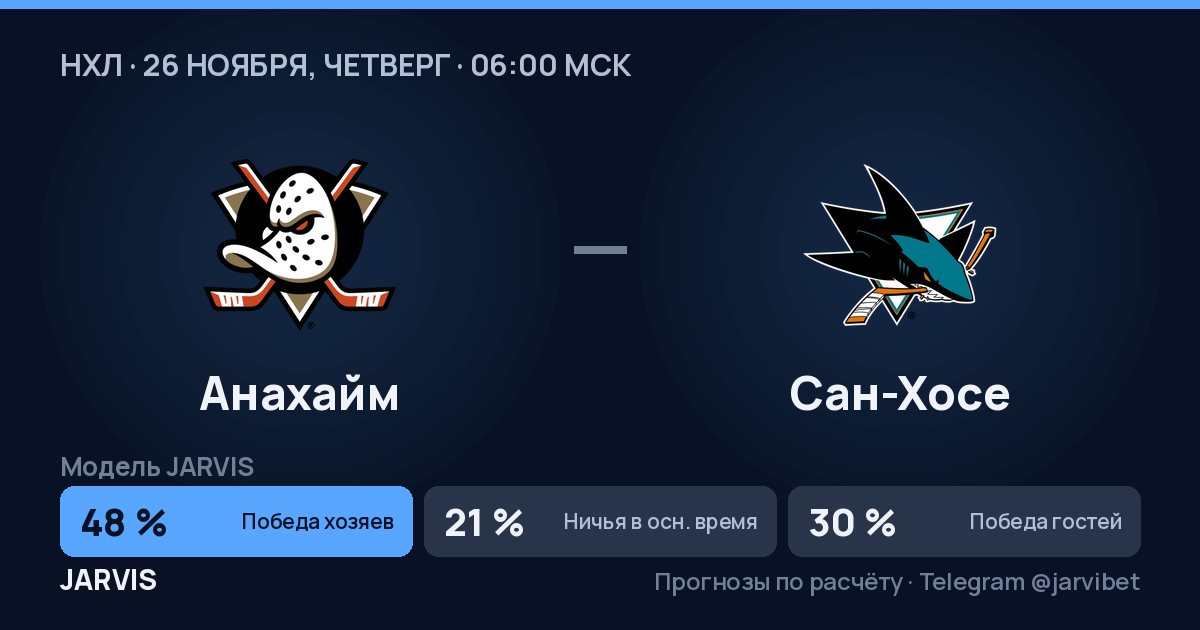 НХЛ · 26 НОЯБРЯ, ЧЕТВЕРГ · 06:00 МСК
—
Анахайм
Сан-Хосе
Модель JARVIS
48 % Победа хозяев
21 % Ничья в осн. время
30 % Победа гостей
JARVIS
Прогнозы по расчёту · Telegram @jarvibet